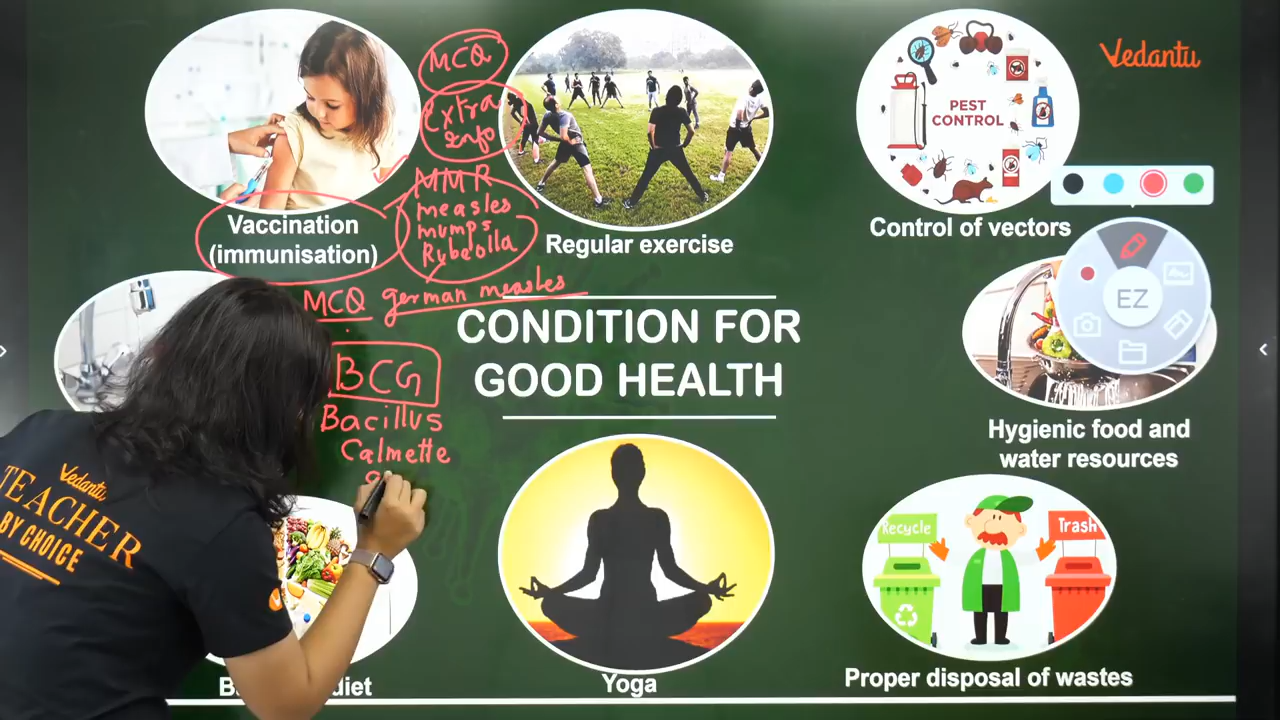 MCQ
Extra
Info
MMR
measles
mumps
Rubeolla
Vaccination
(immunisation)
Regular exercise
PEST
CONTROL
Control of vectors
Vedantu
EZ
MCQ german measles
CONDITION FOR
GOOD HEALTH
BCG
Bacillus
Calmette
Hygienic food and
water resources
Vedantu
TEACHER
BY CHOICE
Recycle
Trash
diet
Yoga
Proper disposal of wastes